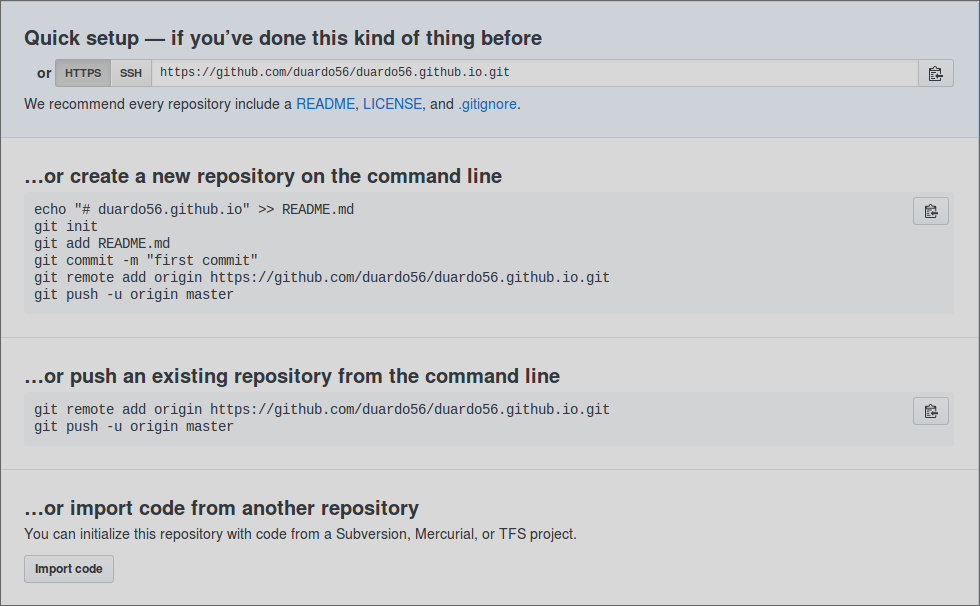 Quick setup — if you’ve done this kind of thing before
or HTTPS SSH https://github.com/duardo56/duardo56.github.io.git
We recommend every repository include a README, LICENSE, and .gitignore.
…or create a new repository on the command line
echo "# duardo56.github.io" >> README.md
git init
git add README.md
git commit -m "first commit"
git remote add origin https://github.com/duardo56/duardo56.github.io.git
git push -u origin master
…or push an existing repository from the command line
git remote add origin https://github.com/duardo56/duardo56.github.io.git
git push -u origin master
…or import code from another repository
You can initialize this repository with code from a Subversion, Mercurial, or TFS project.
Import code